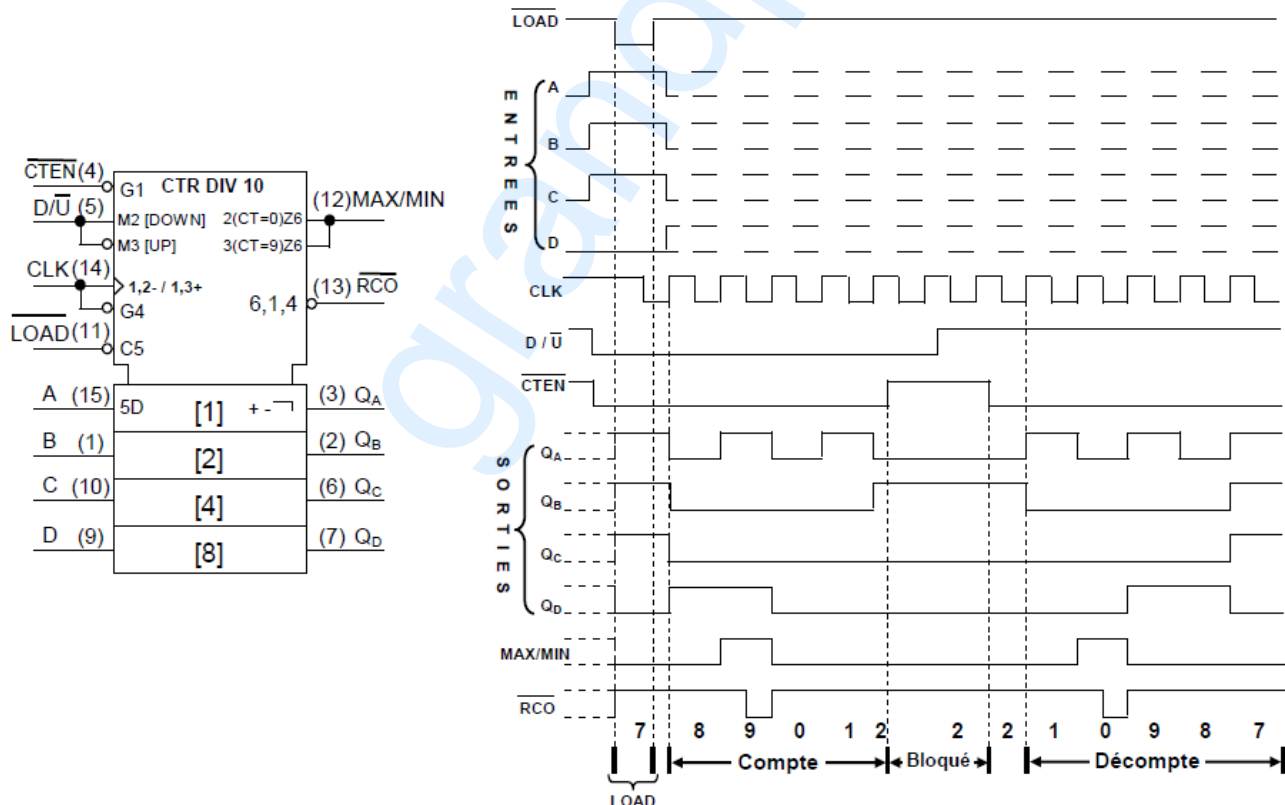 CTR DIV 10
CTEN (4)
G1
D/U (5)
M2 [DOWN]
M3 [UP]
2(CT=0)Z6
3(CT=9)Z6
(12)MAX/MIN
CLK (14)
1,2- / 1,3+
G4
6,1,4
(13) RCO
LOAD (11)
C5
A (15)
5D
[1]
+ -
(3) QA
B (1)
[2]
(2) QB
C (10)
[4]
(6) QC
D (9)
[8]
(7) QD
LOAD
ENTREES
A
B
C
D
CLK
D / U
CTEN
SORTIES
QA
QB
QC
QD
MAX/MIN
RCO
7 8 9 0 1 2 2 2 1 0 9 8 7
Compte
Bloqué
Décompte
LOAD
grand